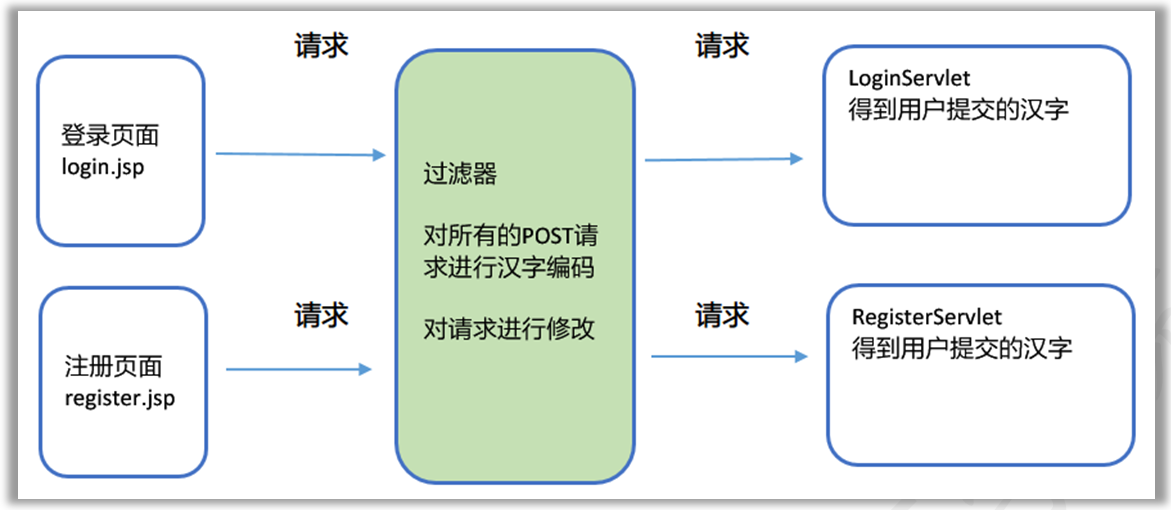 请求
请求
登录页面
login.jsp
过滤器
对所有的POST请
求进行汉字编码
对请求进行修改
LoginServlet
得到用户提交的汉字
请求
请求
注册页面
register.jsp
RegisterServlet
得到用户提交的汉字